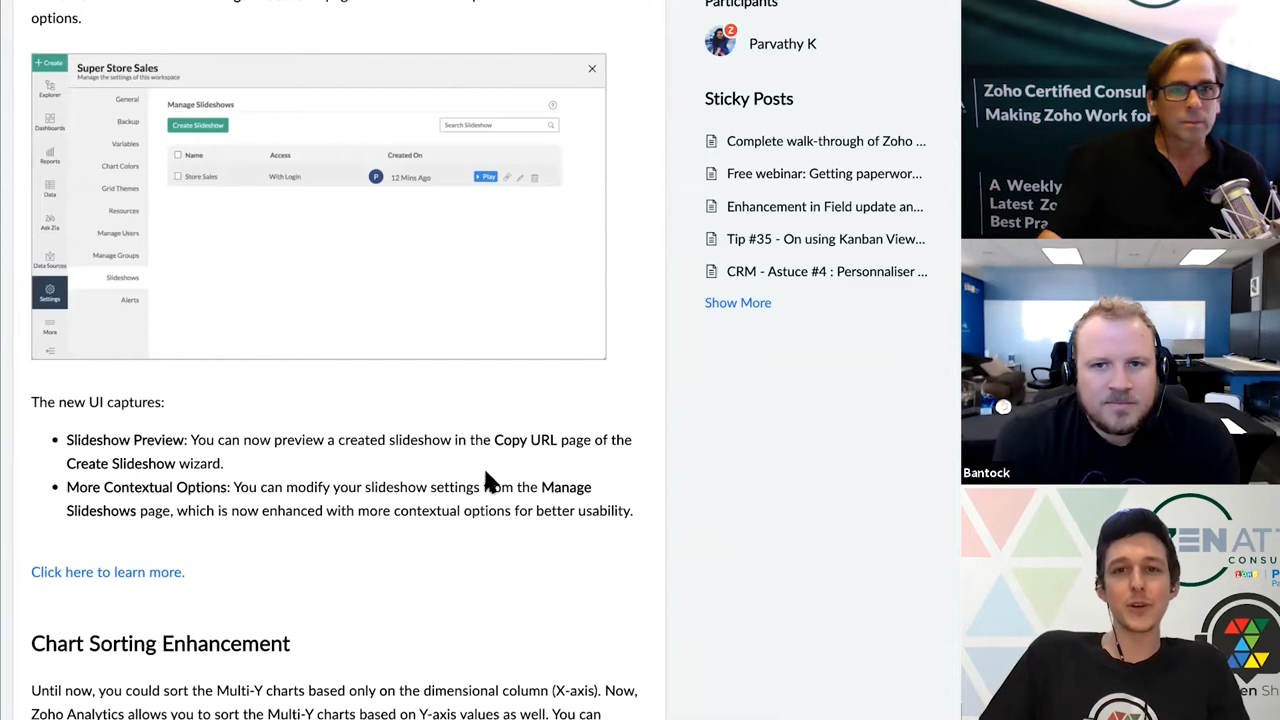 options.
+ Create
Super Store Sales
Manage the settings of this workspace
Explorer
Dashboards
Reports
Data
Ask Zia
Data Sources
Settings
More
General
Backup
Variables
Chart Colors
Grid Themes
Resources
Manage Users
Manage Groups
Slideshows
Alerts
Manage Slideshows
Create Slideshow
Search Slideshow
Name Access Created On
Store Sales With Login P 12 Mins Ago Play
The new UI captures:
Slideshow Preview: You can now preview a created slideshow in the Copy URL page of the
Create Slideshow wizard.
More Contextual Options: You can modify your slideshow settings from the Manage
Slideshows page, which is now enhanced with more contextual options for better usability.
Click here to learn more.
Chart Sorting Enhancement
Until now, you could sort the Multi-Y charts based only on the dimensional column (X-axis). Now,
Zoho Analytics allows you to sort the Multi-Y charts based on Y-axis values as well. You can
Participants
Parvathy K
Sticky Posts
Complete walk-through of Zoho ...
Free webinar: Getting paperwor...
Enhancement in Field update an...
Tip #35 - On using Kanban View...
CRM - Astuce #4 : Personnaliser ...
Show More
Zoho Certified Consul
Making Zoho Work for
A Weekly
Latest Zo
Best Pra
Bantock
ZEN AT
CONSU
ZOHO
en Sh